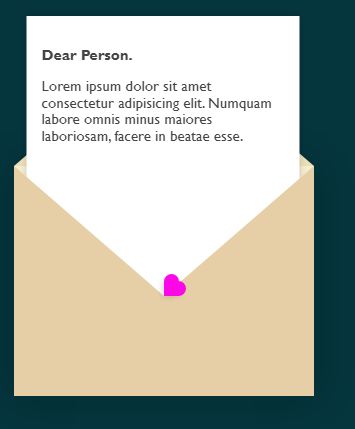 Dear Person.
Lorem ipsum dolor sit amet
consectetur adipisicing elit. Numquam
labore omnis minus maiores
laboriosam, facere in beatae esse.